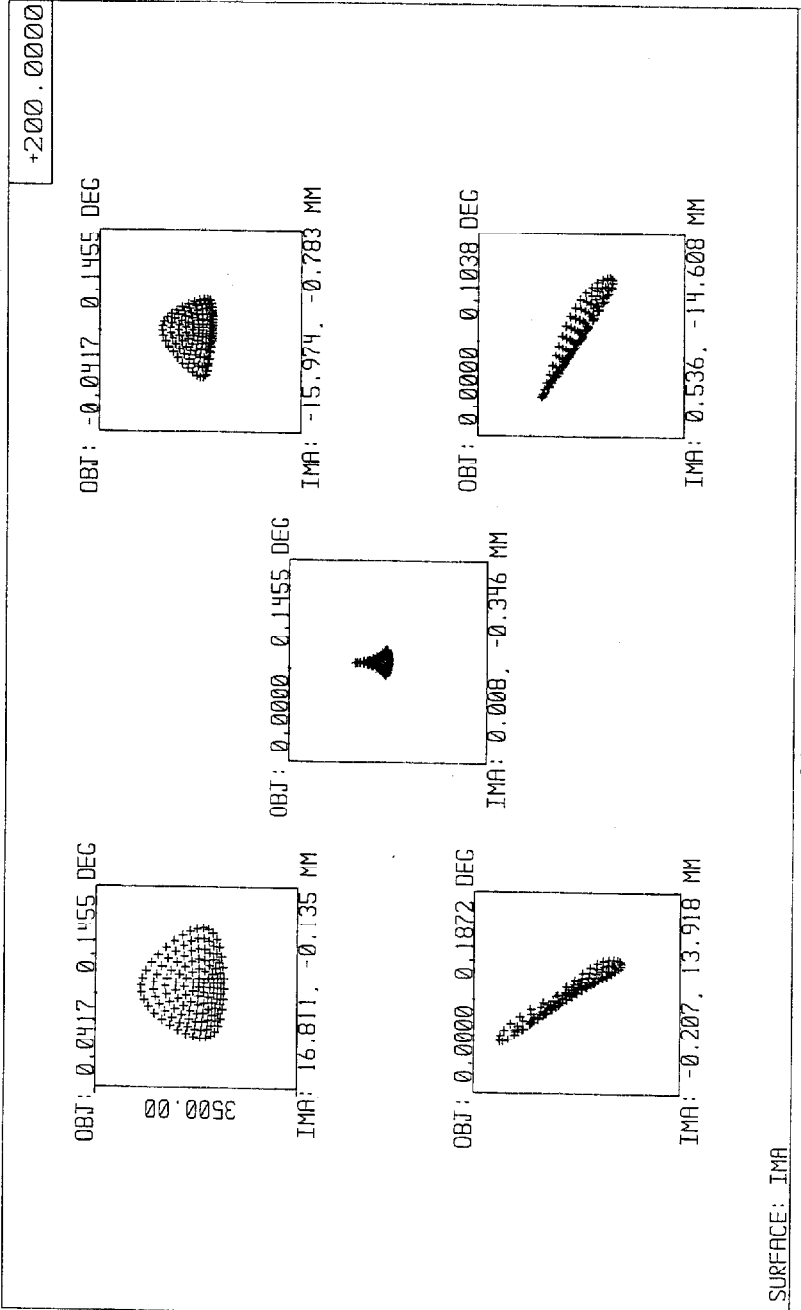 +200.0000
OBJ: 0.0417, 0.1455 DEG
3500.00
IMA: 16.811, -0.135 MM
OBJ: -0.0417, 0.1455 DEG
IMA: -15.974, -0.783 MM
OBJ: 0.0000, 0.1455 DEG
IMA: 0.008, -0.346 MM
OBJ: 0.0000, 0.1872 DEG
IMA: -0.207, 13.918 MM
OBJ: 0.0000, 0.1038 DEG
IMA: 0.536, -14.608 MM
SURFACE: IMA